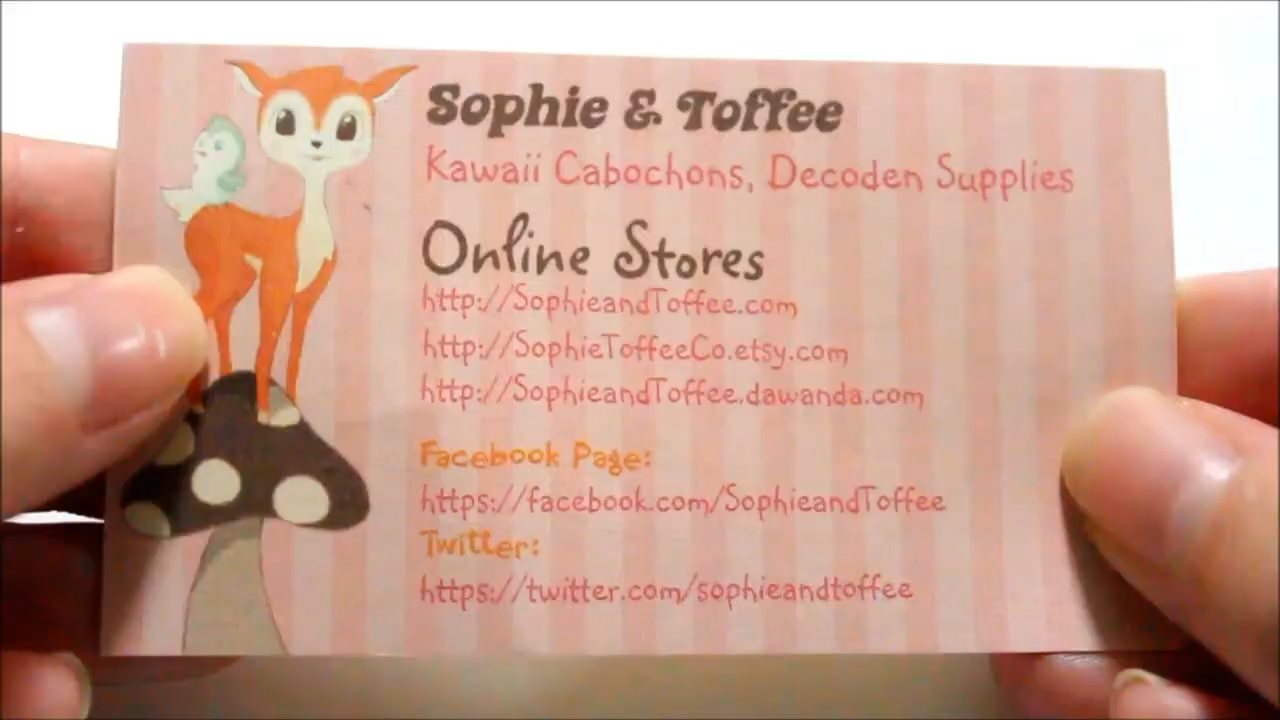 Sophie & Toffee
Kawaii Cabochons, Decoden Supplies
Online Stores
http://SophieandToffee.com
http://SophieToffeeCo.etsy.com
http://SophieandToffee.dawanda.com
Facebook Page:
https://facebook.com/SophieandToffee
Twitter:
https://twitter.com/sophieandtoffee